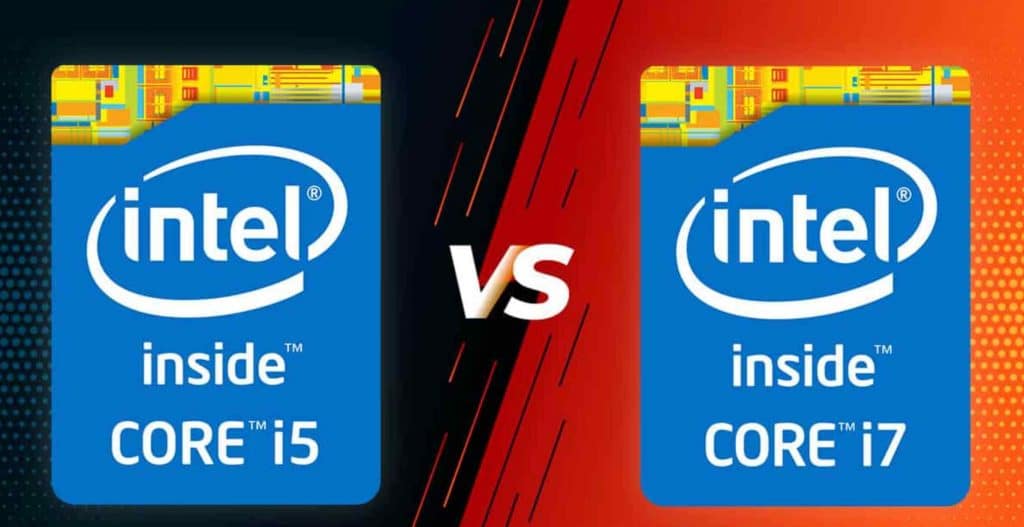 intel®
inside™
CORE™ i5
VS
intel®
inside™
CORE™ i7